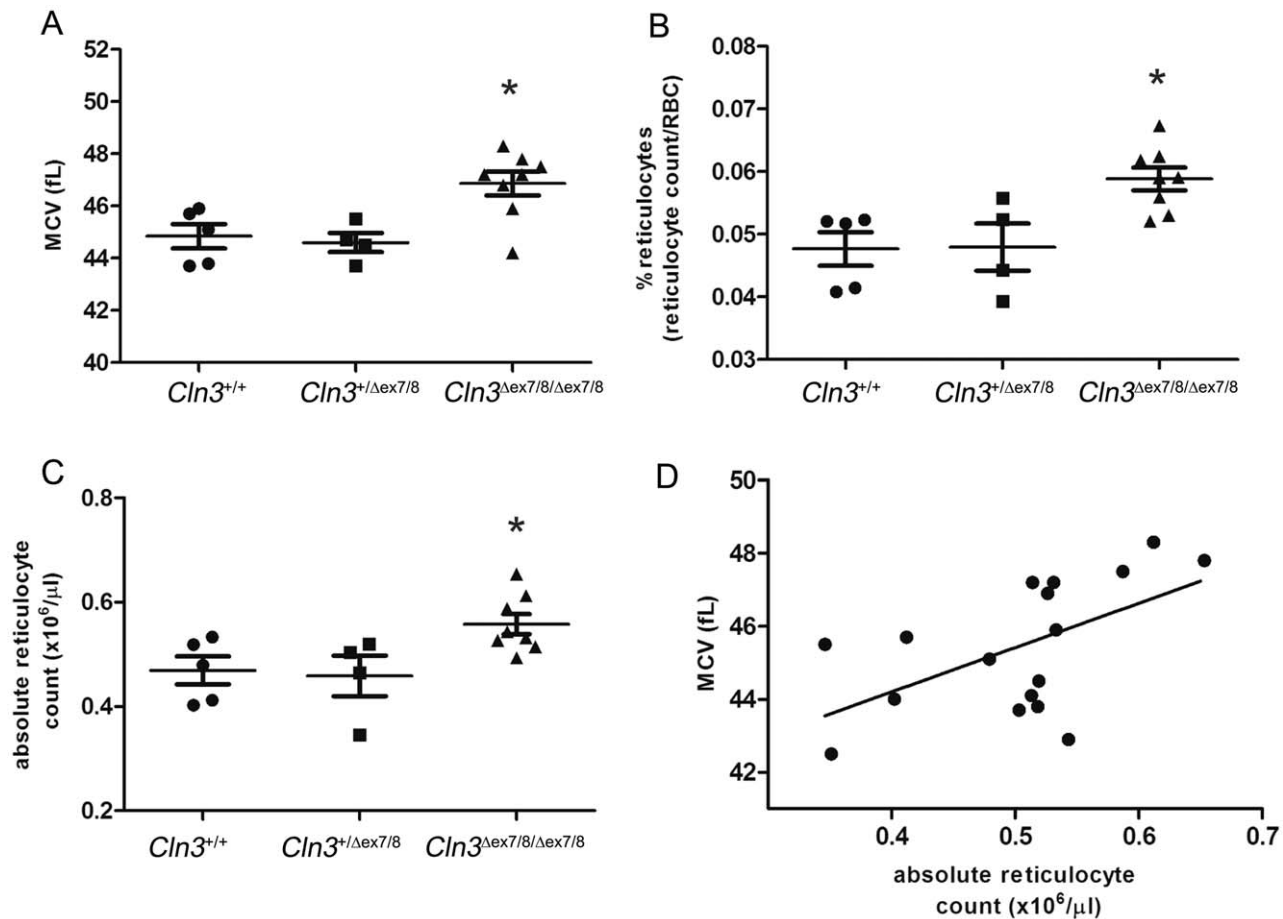 A
52
50
48
46
44
42
40
MCV (fL)
*
Cln3+/+
Cln3+/Δex7/8
Cln3Δex7/8/Δex7/8
B
0.08
0.07
0.06
0.05
0.04
0.03
% reticulocytes
(reticulocyte count/RBC)
*
Cln3+/+
Cln3+/Δex7/8
Cln3Δex7/8/Δex7/8
C
0.8
0.6
0.4
0.2
absolute reticulocyte
count (x10⁶/μl)
*
Cln3+/+
Cln3+/Δex7/8
Cln3Δex7/8/Δex7/8
D
50
48
46
44
42
MCV (fL)
0.4 0.5 0.6 0.7
absolute reticulocyte
count (x10⁶/μl)